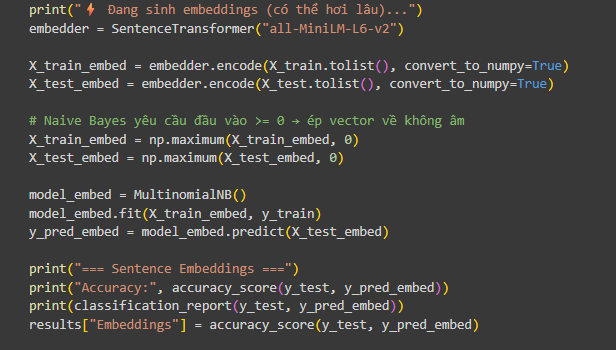 print("⚡ Đang sinh embeddings (có thể hơi lâu)...")
embedder = SentenceTransformer("all-MiniLM-L6-v2")
X_train_embed = embedder.encode(X_train.tolist(), convert_to_numpy=True)
X_test_embed = embedder.encode(X_test.tolist(), convert_to_numpy=True)
# Naive Bayes yêu cầu đầu vào >= 0 → ép vector về không âm
X_train_embed = np.maximum(X_train_embed, 0)
X_test_embed = np.maximum(X_test_embed, 0)
model_embed = MultinomialNB()
model_embed.fit(X_train_embed, y_train)
y_pred_embed = model_embed.predict(X_test_embed)
print("=== Sentence Embeddings ===")
print("Accuracy:", accuracy_score(y_test, y_pred_embed))
print(classification_report(y_test, y_pred_embed))
results["Embeddings"] = accuracy_score(y_test, y_pred_embed)